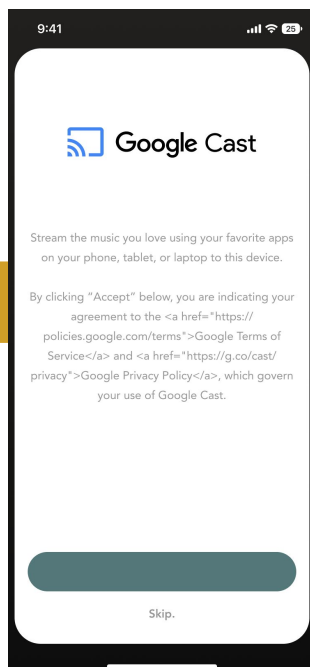 9:41
25
Google Cast
Stream the music you love using your favorite apps
on your phone, tablet, or laptop to this device.
By clicking “Accept” below, you are indicating your
agreement to the <a href="https://
policies.google.com/terms">Google Terms of
Service</a> and <a href="https://g.co/cast/
privacy">Google Privacy Policy</a>, which govern
your use of Google Cast.
Skip.